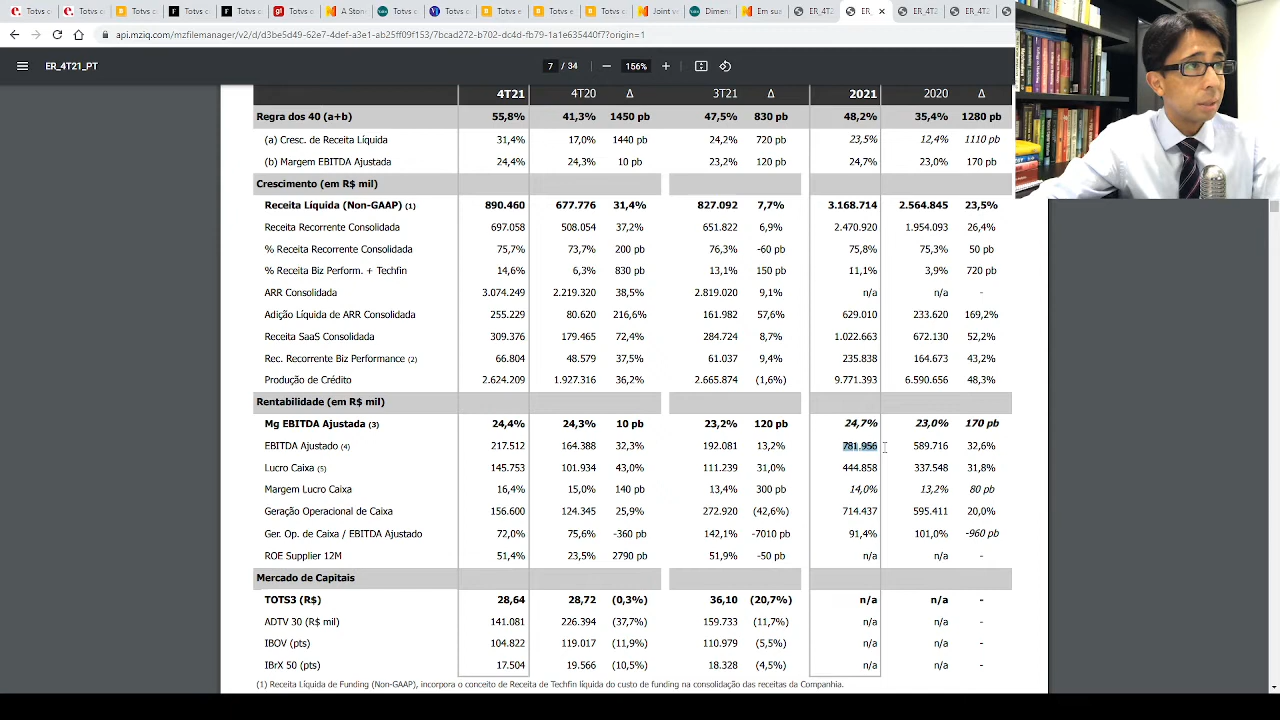 Totvs c
Totvs c
Totvs
Totvs
Totvs
A Ston
Totvs c
Totvs
Totvs e
Totvs e
Totvs c
Joint v
Dimen
Em sue
ER_4T
ER_
ER_4T
ER_4T
api.mziq.com/mzfilemanager/v2/d/d3be5d49-62e7-4def-a3e1-ab52f09f153/7bcad272-b102-dc4d-fb79-1a1e635440f7?origin=1
ER_4T21_PT
7 / 34
156%
4T21 4T20 Δ 3T21 Δ 2021 2020 Δ
Regra dos 40 (a+b) 55,8% 41,3% 1450 pb 47,5% 830 pb 48,2% 35,4% 1280 pb
(a) Cresc. de Receita Líquida 31,4% 17,0% 1440 pb 24,2% 720 pb 23,5% 12,4% 1110 pb
(b) Margem EBITDA Ajustada 24,4% 24,3% 10 pb 23,2% 120 pb 24,7% 23,0% 170 pb
Crescimento (em R$ mil)
Receita Líquida (Non-GAAP) (1) 890.460 677.776 31,4% 827.092 7,7% 3.168.714 2.564.845 23,5%
Receita Recorrente Consolidada 697.058 508.054 37,2% 651.822 6,9% 2.470.920 1.954.093 26,4%
% Receita Recorrente Consolidada 75,7% 73,7% 200 pb 76,3% -60 pb 75,8% 75,3% 50 pb
% Receita Biz Perform. + Techfin 14,6% 6,3% 830 pb 13,1% 150 pb 11,1% 3,9% 720 pb
ARR Consolidada 3.074.249 2.219.320 38,5% 2.819.020 9,1% n/a n/a -
Adição Líquida de ARR Consolidada 255.229 80.620 216,6% 161.982 57,6% 629.010 233.620 169,2%
Receita SaaS Consolidada 309.376 179.465 72,4% 284.724 8,7% 1.022.663 672.130 52,2%
Rec. Recorrente Biz Performance (2) 66.804 48.579 37,5% 61.037 9,4% 235.838 164.673 43,2%
Produção de Crédito 2.624.209 1.927.316 36,2% 2.665.874 (1,6%) 9.771.393 6.590.656 48,3%
Rentabilidade (em R$ mil)
Mg EBITDA Ajustada (3) 24,4% 24,3% 10 pb 23,2% 120 pb 24,7% 23,0% 170 pb
EBITDA Ajustado (4) 217.512 164.388 32,3% 192.081 13,2% 781.956 589.716 32,6%
Lucro Caixa (5) 145.753 101.934 43,0% 111.239 31,0% 444.858 337.548 31,8%
Margem Lucro Caixa 16,4% 15,0% 140 pb 13,4% 300 pb 14,0% 13,2% 80 pb
Geração Operacional de Caixa 156.600 124.345 25,9% 272.920 (42,6%) 714.437 595.411 20,0%
Ger. Op. de Caixa / EBITDA Ajustado 72,0% 75,6% -360 pb 142,1% -7010 pb 91,4% 101,0% -960 pb
ROE Supplier 12M 51,4% 23,5% 2790 pb 51,9% -50 pb n/a n/a -
Mercado de Capitais
TOTS3 (R$) 28,64 28,72 (0,3%) 36,10 (20,7%) n/a n/a -
ADTV 30 (R$ mil) 141.081 226.394 (37,7%) 159.733 (11,7%) n/a n/a -
IBOV (pts) 104.822 119.017 (11,9%) 110.979 (5,5%) n/a n/a -
IBrX 50 (pts) 17.504 19.566 (10,5%) 18.328 (4,5%) n/a n/a -
(1) Receita Líquida de Funding (Non-GAAP), incorpora o conceito de Receita de Techfin líquida do custo de funding na consolidação das receitas da Companhia.